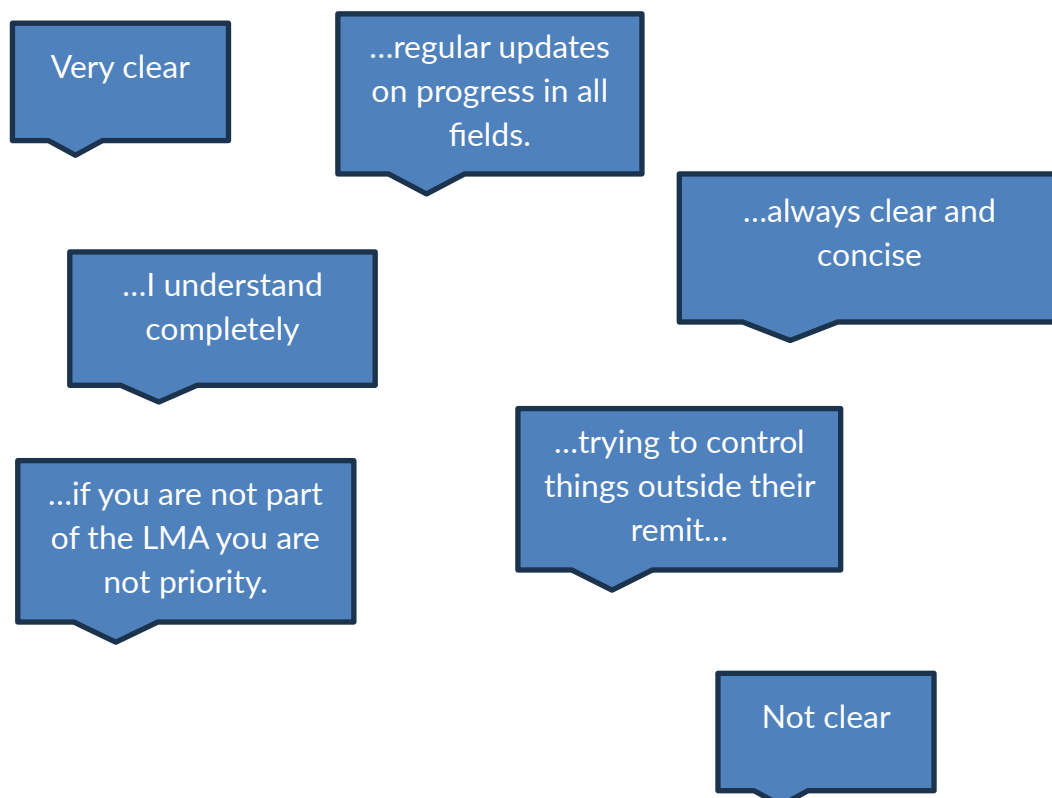 Very clear
...regular updates
on progress in all
fields.
...always clear and
concise
...I understand
completely
...trying to control
things outside their
remit...
...if you are not part
of the LMA you are
not priority.
Not clear